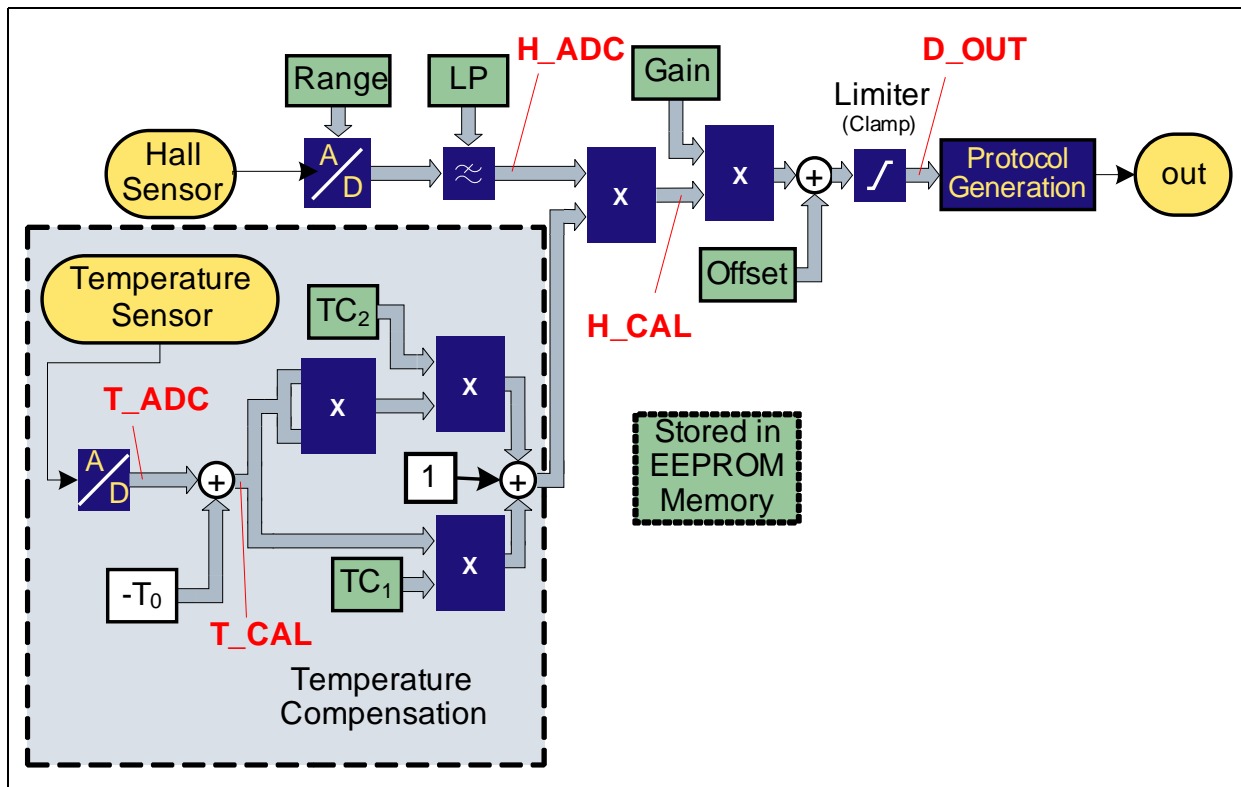 H_ADC
D_OUT
Range
LP
Gain
Limiter
(Clamp)
Hall
Sensor
A
D
X
X
+
Protocol
Generation
out
Offset
H_CAL
Temperature
Sensor
TC2
X
X
T_ADC
A
D
+
1
+
Stored in
EEPROM
Memory
X
TC1
-T0
T_CAL
Temperature
Compensation